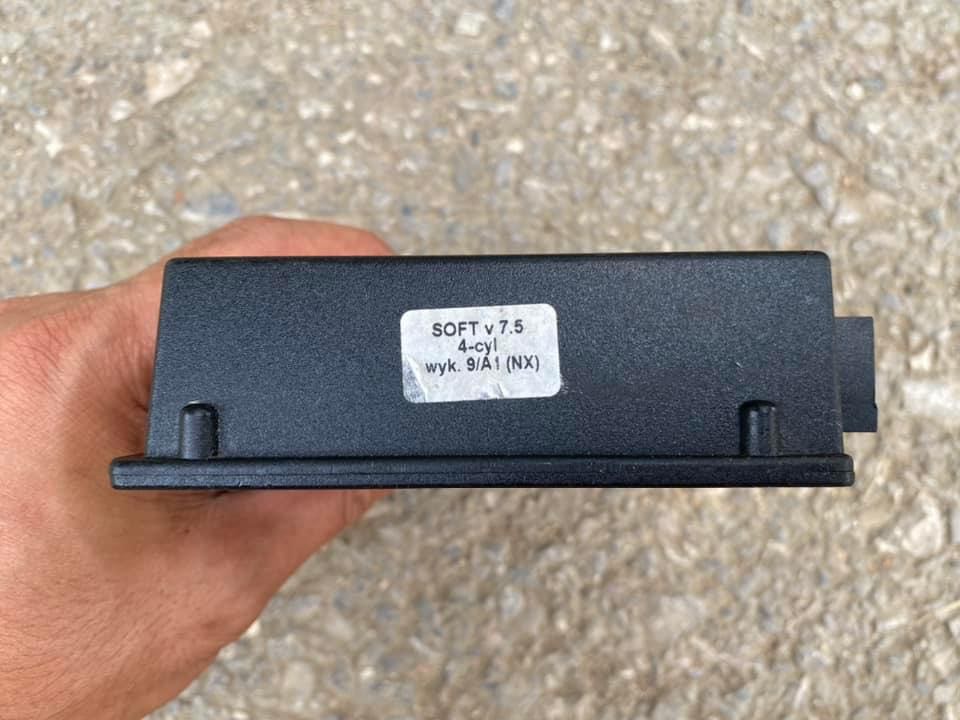 SOFT v 7.5
4-cyl
wyk. 9/A1 (NX)